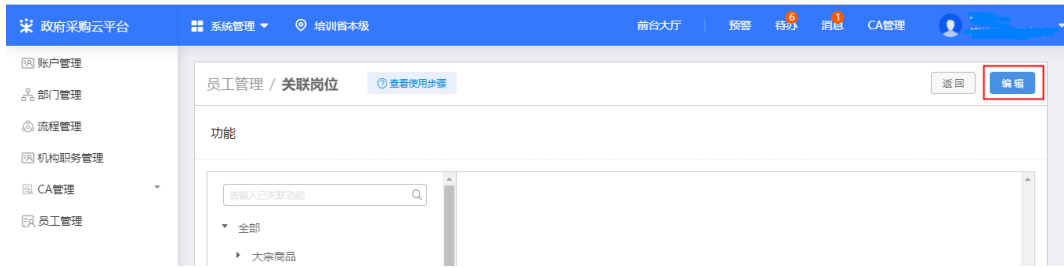 政府采购云平台 系统管理 培训省本级 前台大厅 预警 待办 6 消息 1 CA管理
账户管理
部门管理
流程管理
机构职务管理
CA管理
员工管理
员工管理 / 关联岗位 查看使用步骤 返回 编辑
功能
请输入已关联功能
全部
大宗商品